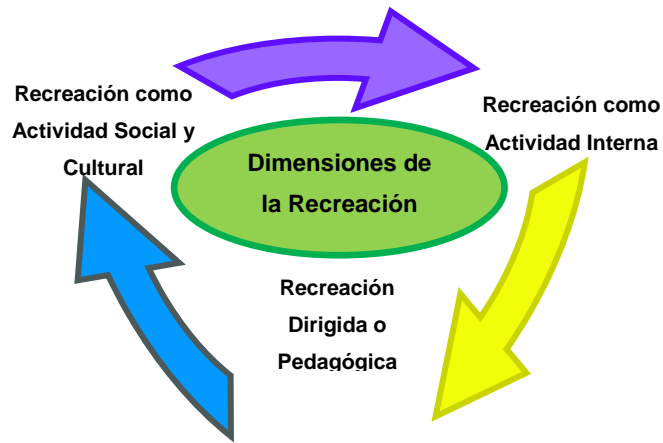 Recreación como
Actividad Social y
Cultural
Recreación como
Actividad Interna
Dimensiones de
la Recreación
Recreación
Dirigida o
Pedagógica